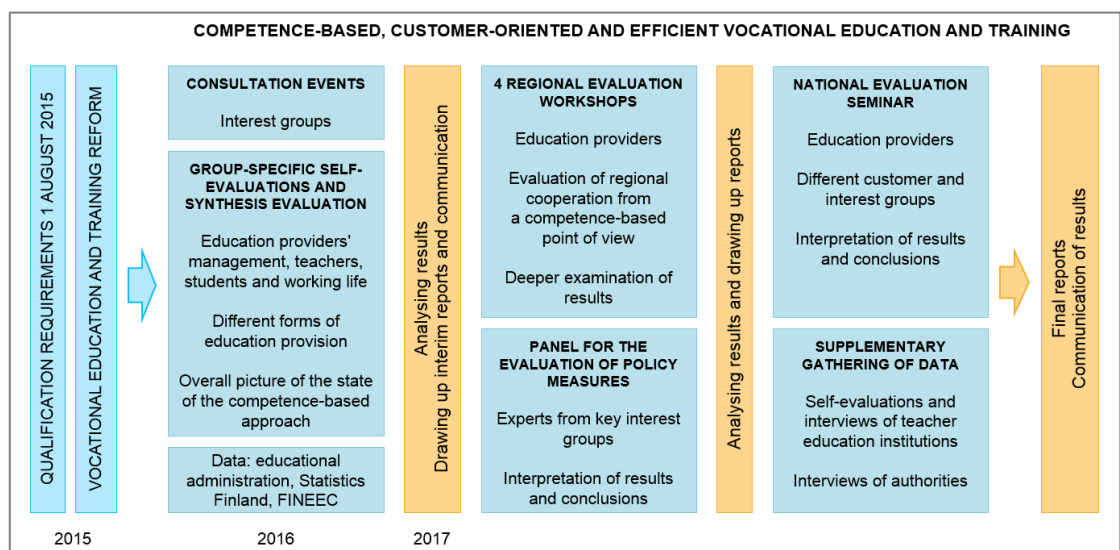 COMPETENCE-BASED, CUSTOMER-ORIENTED AND EFFICIENT VOCATIONAL EDUCATION AND TRAINING
QUALIFICATION REQUIREMENTS 1 AUGUST 2015
VOCATIONAL EDUCATION AND TRAINING REFORM
CONSULTATION EVENTS
Interest groups
GROUP-SPECIFIC SELF-
EVALUATIONS AND
SYNTHESIS EVALUATION
Education providers'
management, teachers,
students and working life
Different forms of
education provision
Overall picture of the state
of the competence-based
approach
Data: educational
administration, Statistics
Finland, FINEEC
Analysing results
Drawing up interim reports and communication
4 REGIONAL EVALUATION
WORKSHOPS
Education providers
Evaluation of regional
cooperation from
a competence-based
point of view
Deeper examination of
results
PANEL FOR THE
EVALUATION OF POLICY
MEASURES
Experts from key interest
groups
Interpretation of results
and conclusions
Analysing results and drawing up reports
NATIONAL EVALUATION
SEMINAR
Education providers
Different customer and
interest groups
Interpretation of results
and conclusions
SUPPLEMENTARY
GATHERING OF DATA
Self-evaluations and
interviews of teacher
education institutions
Interviews of authorities
Final reports
Communication of results
2015
2016
2017